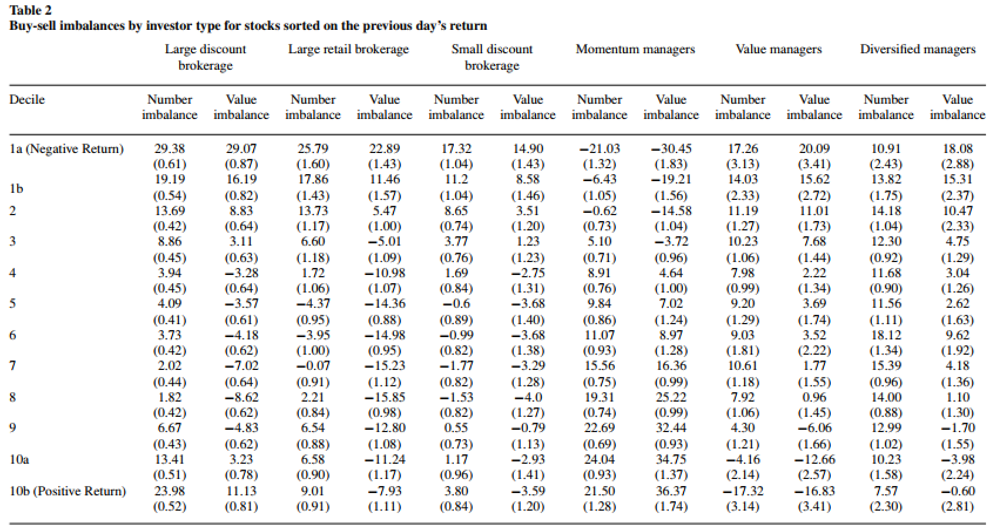 Table 2
Buy-sell imbalances by investor type for stocks sorted on the previous day's return
Large discount brokerage Large retail brokerage Small discount brokerage Momentum managers Value managers Diversified managers
Decile Number imbalance Value imbalance Number imbalance Value imbalance Number imbalance Value imbalance Number imbalance Value imbalance Number imbalance Value imbalance Number imbalance Value imbalance
1a (Negative Return) 29.38 29.07 25.79 22.89 17.32 14.90 −21.03 −30.45 17.26 20.09 10.91 18.08
(0.61) (0.87) (1.60) (1.43) (1.04) (1.43) (1.32) (1.83) (3.13) (3.41) (2.43) (2.88)
1b 19.19 16.19 17.86 11.46 11.2 8.58 −6.43 −19.21 14.03 15.62 13.82 15.31
(0.54) (0.82) (1.43) (1.57) (1.04) (1.46) (1.05) (1.56) (2.33) (2.72) (1.75) (2.37)
2 13.69 8.83 13.73 5.47 8.65 3.51 −0.62 −14.58 11.19 11.01 14.18 10.47
(0.42) (0.64) (1.17) (1.00) (0.74) (1.20) (0.73) (1.04) (1.27) (1.73) (1.04) (2.33)
3 8.86 3.11 6.60 −5.01 3.77 1.23 5.10 −3.72 10.23 7.68 12.30 4.75
(0.45) (0.63) (1.18) (1.09) (0.76) (1.23) (0.71) (0.96) (1.06) (1.44) (0.92) (1.29)
4 3.94 −3.28 1.72 −10.98 1.69 −2.75 8.91 4.64 7.98 2.22 11.68 3.04
(0.45) (0.64) (1.06) (1.07) (0.84) (1.31) (0.76) (1.00) (0.99) (1.34) (0.90) (1.26)
5 4.09 −3.57 −4.37 −14.36 −0.6 −3.68 9.84 7.02 9.20 3.69 11.56 2.62
(0.41) (0.61) (0.95) (0.88) (0.89) (1.40) (0.86) (1.24) (1.29) (1.74) (1.11) (1.63)
6 3.73 −4.18 −3.95 −14.98 −0.99 −3.68 11.07 8.97 9.03 3.52 18.12 9.62
(0.42) (0.62) (1.00) (0.95) (0.82) (1.38) (0.93) (1.28) (1.81) (2.22) (1.34) (1.92)
7 2.02 −7.02 −0.07 −15.23 −1.77 −3.29 15.56 16.36 10.61 1.77 15.39 4.18
(0.44) (0.64) (0.91) (1.12) (0.82) (1.28) (0.75) (0.99) (1.18) (1.55) (0.96) (1.36)
8 1.82 −8.62 2.21 −15.85 −1.53 −4.0 19.31 25.22 7.92 0.96 14.00 1.10
(0.42) (0.62) (0.84) (0.98) (0.82) (1.27) (0.74) (0.99) (1.06) (1.45) (0.88) (1.30)
9 6.67 −4.83 6.54 −12.80 0.55 −0.79 22.69 32.44 4.30 −6.06 12.99 −1.70
(0.43) (0.62) (0.88) (1.08) (0.73) (1.13) (0.69) (0.93) (1.21) (1.66) (1.02) (1.55)
10a 13.41 3.23 6.58 −11.24 1.17 −2.93 24.04 34.75 −4.16 −12.66 10.23 −3.98
(0.51) (0.78) (0.90) (1.17) (0.96) (1.41) (0.93) (1.37) (2.14) (2.57) (1.58) (2.24)
10b (Positive Return) 23.98 11.13 9.01 −7.93 3.80 −3.59 21.50 36.37 −17.32 −16.83 7.57 −0.60
(0.52) (0.81) (0.91) (1.11) (0.84) (1.20) (1.28) (1.74) (3.14) (3.41) (2.30) (2.81)